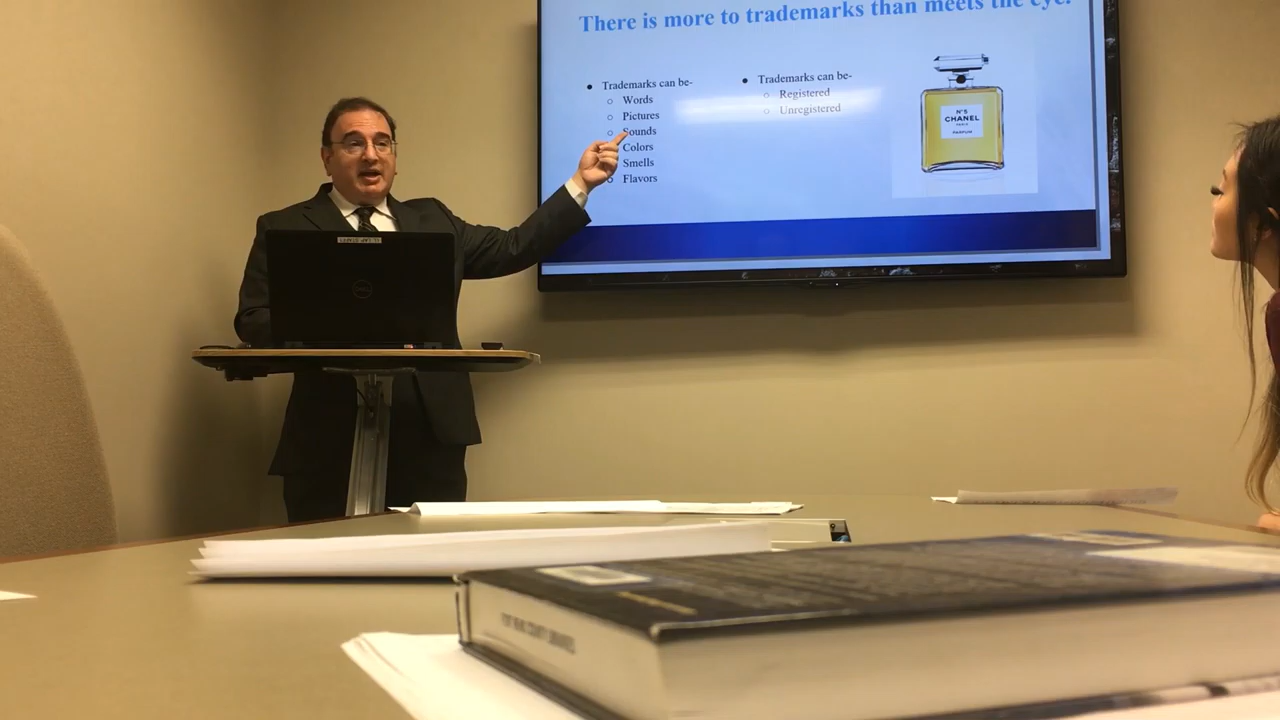 There is more to trademarks than meets the eye.
Trademarks can be-
Words
Pictures
Sounds
Colors
Smells
Flavors
Trademarks can be-
Registered
Unregistered
N°5
CHANEL
PARIS
PARFUM
DELL